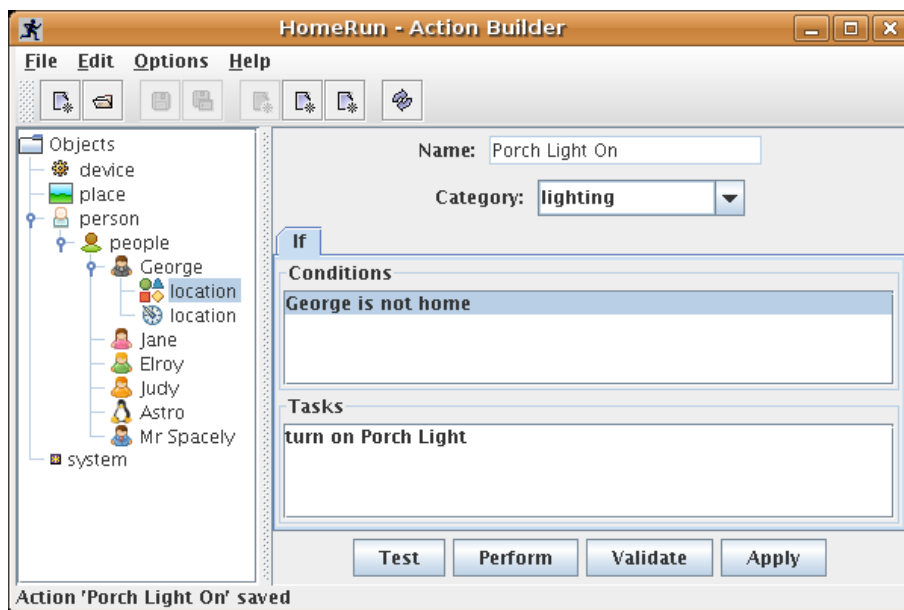 HomeRun - Action Builder
File Edit Options Help
Objects
device
place
person
people
George
location
location
Jane
Elroy
Judy
Astro
Mr Spacely
system
Name: Porch Light On
Category: lighting
If
Conditions
George is not home
Tasks
turn on Porch Light
Test Perform Validate Apply
Action 'Porch Light On' saved